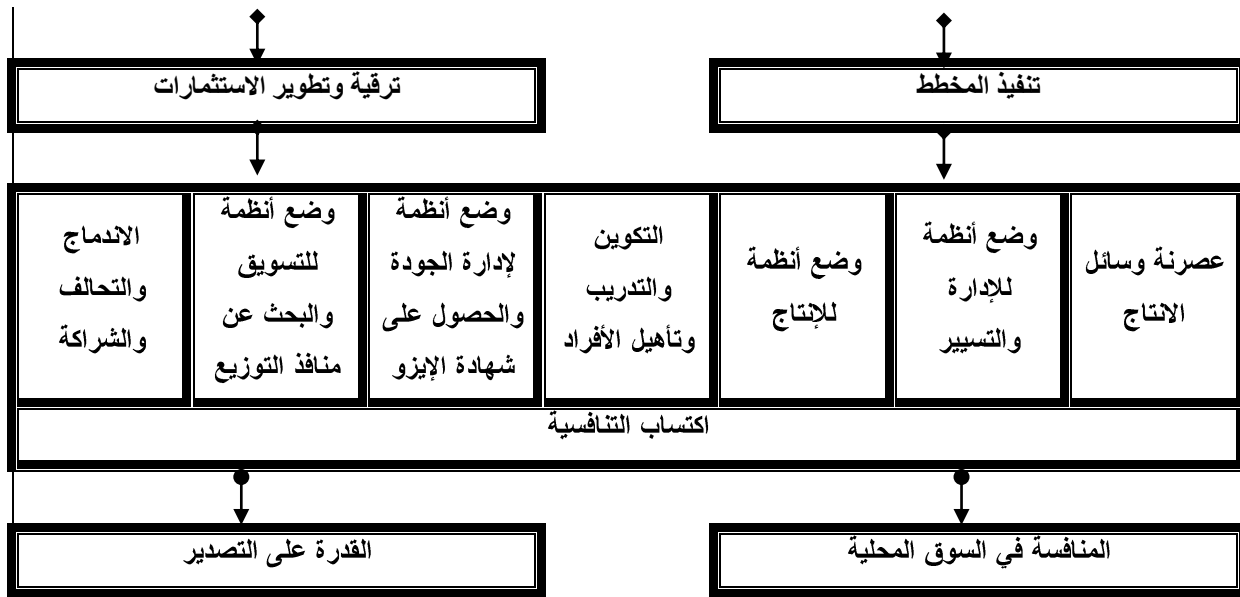 تنفيذ المخطط
ترقية وتطوير الاستثمارات
عصرنة وسائل
الانتاج
وضع أنظمة
للإدارة
والتسيير
وضع أنظمة
للإنتاج
التكوين
والتدريب
وتأهيل الأفراد
وضع أنظمة
لإدارة الجودة
والحصول على
شهادة الإيزو
وضع أنظمة
للتسويق
والبحث عن
منافذ التوزيع
الاندماج
والتحالف
والشراكة
اكتساب التنافسية
المنافسة في السوق المحلية
القدرة على التصدير